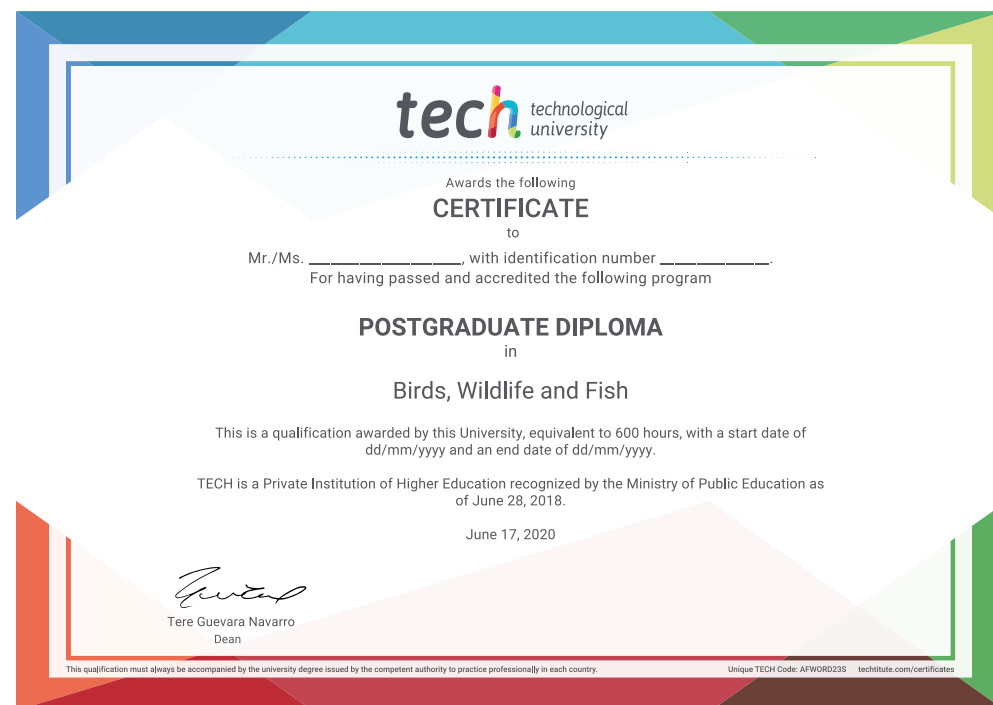 tech technological
university
Awards the following
CERTIFICATE
to
Mr./Ms. ____________________, with identification number ______________.
For having passed and accredited the following program
POSTGRADUATE DIPLOMA
in
Birds, Wildlife and Fish
This is a qualification awarded by this University, equivalent to 600 hours, with a start date of
dd/mm/yyyy and an end date of dd/mm/yyyy.
TECH is a Private Institution of Higher Education recognized by the Ministry of Public Education as
of June 28, 2018.
June 17, 2020
Tere Guevara Navarro
Dean
This qualification must always be accompanied by the university degree issued by the competent authority to practice professionally in each country.
Unique TECH Code: AFWORD23S techtitute.com/certificates